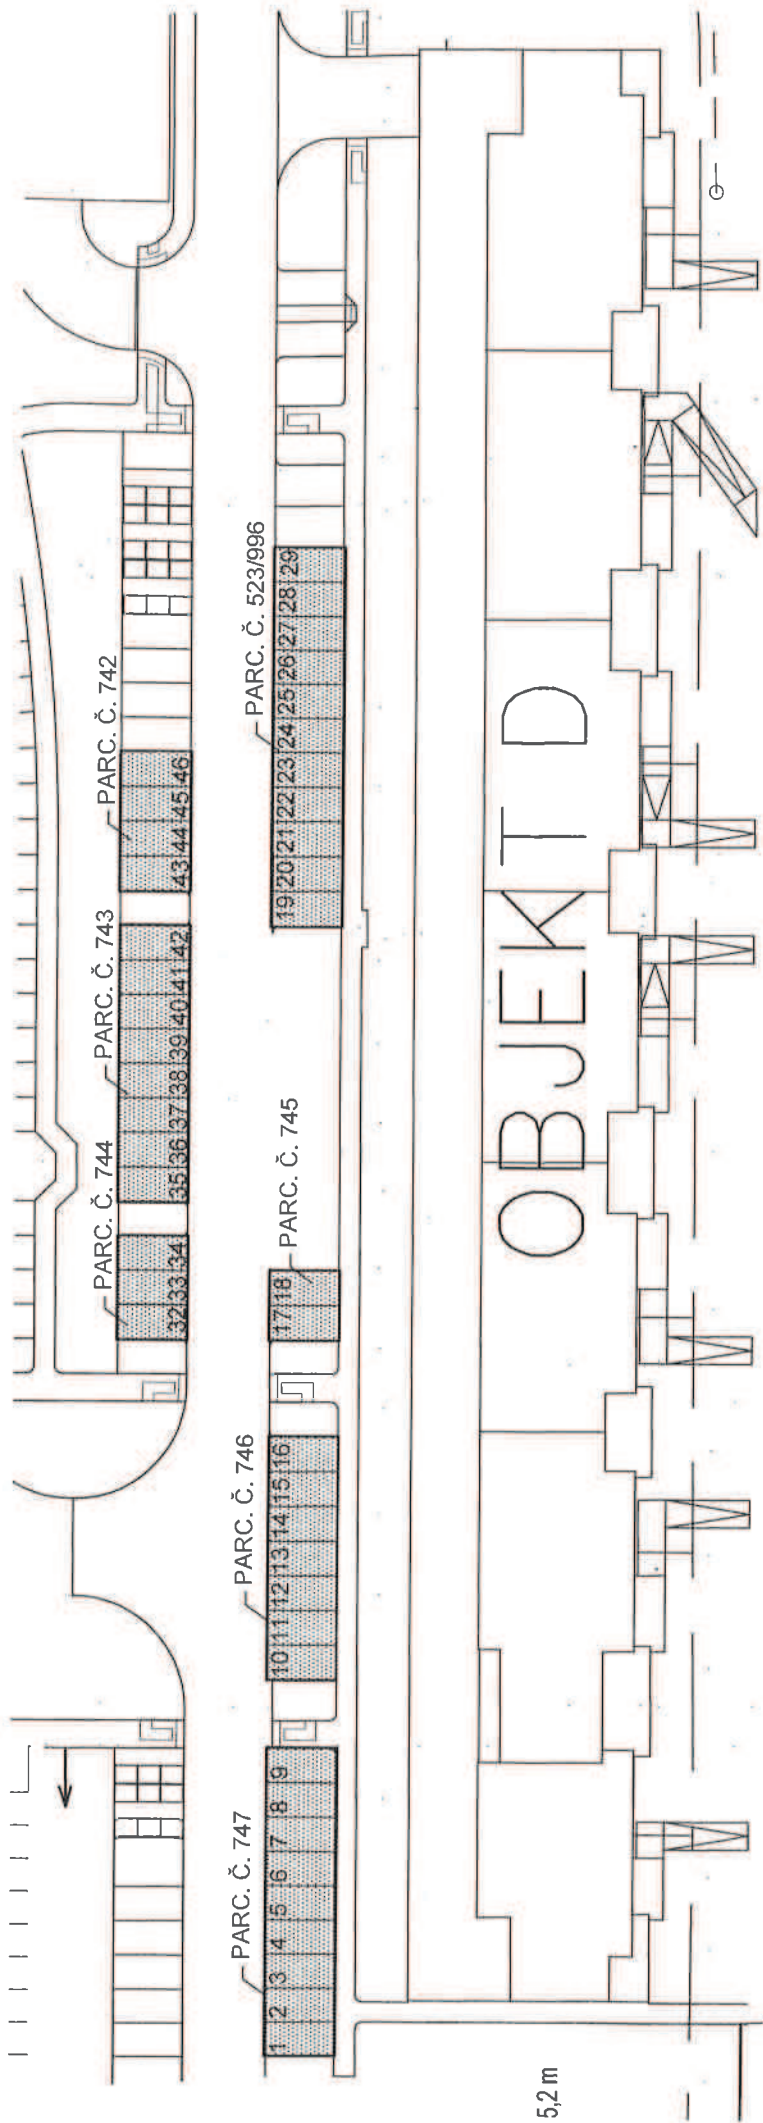 PARC. Č. 744
PARC. Č. 743
PARC. Č. 742
32 33 34
35 36 37 38 39 40 41 42
43 44 45 46
PARC. Č. 747
PARC. Č. 746
PARC. Č. 745
PARC. Č. 523/996
1 2 3 4 5 6 7 8 9
10 11 12 13 14 15 16
17 18
19 20 21 22 23 24 25 26 27 28 29
OBJEKT D
5,2 m